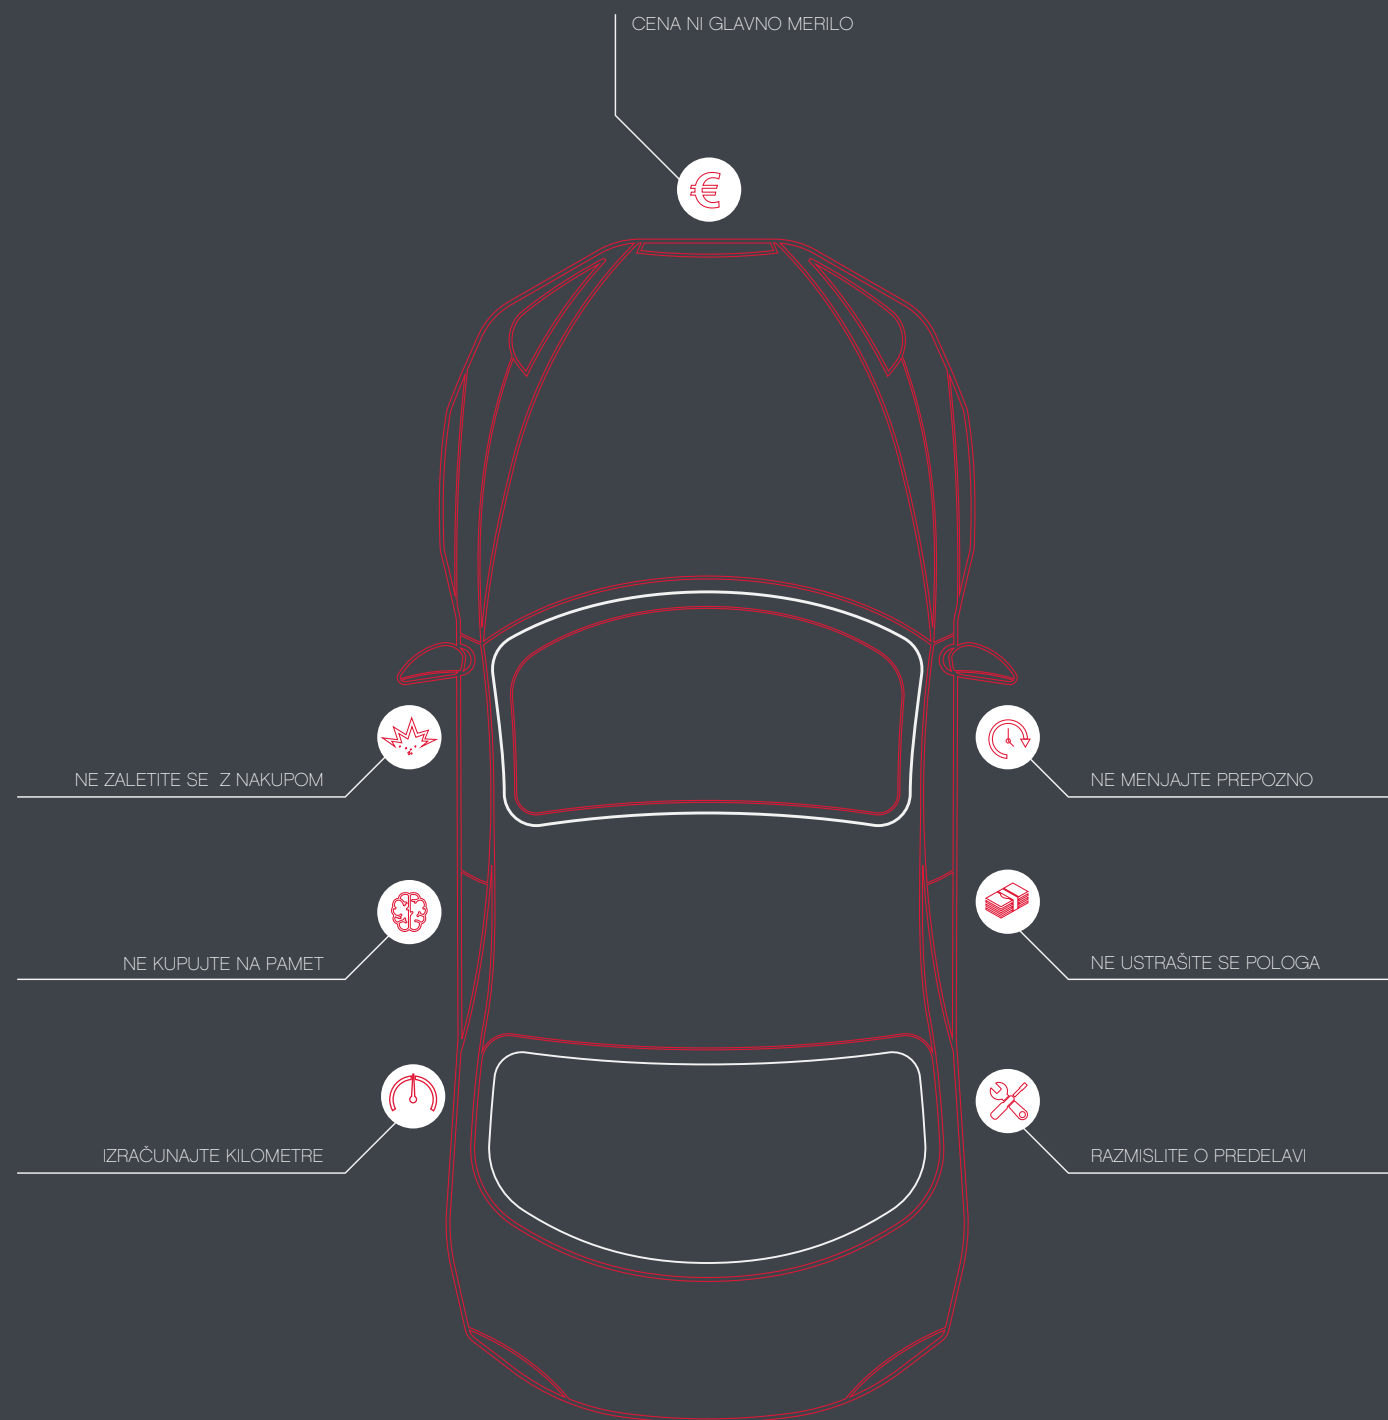 CENA NI GLAVNO MERILO
NE ZALETITE SE  Z NAKUPOM
NE MENJAJTE PREPOZNO
NE KUPUJTE NA PAMET
NE USTRAŠITE SE POLOGA
IZRAČUNAJTE KILOMETRE
RAZMISLITE O PREDELAVI